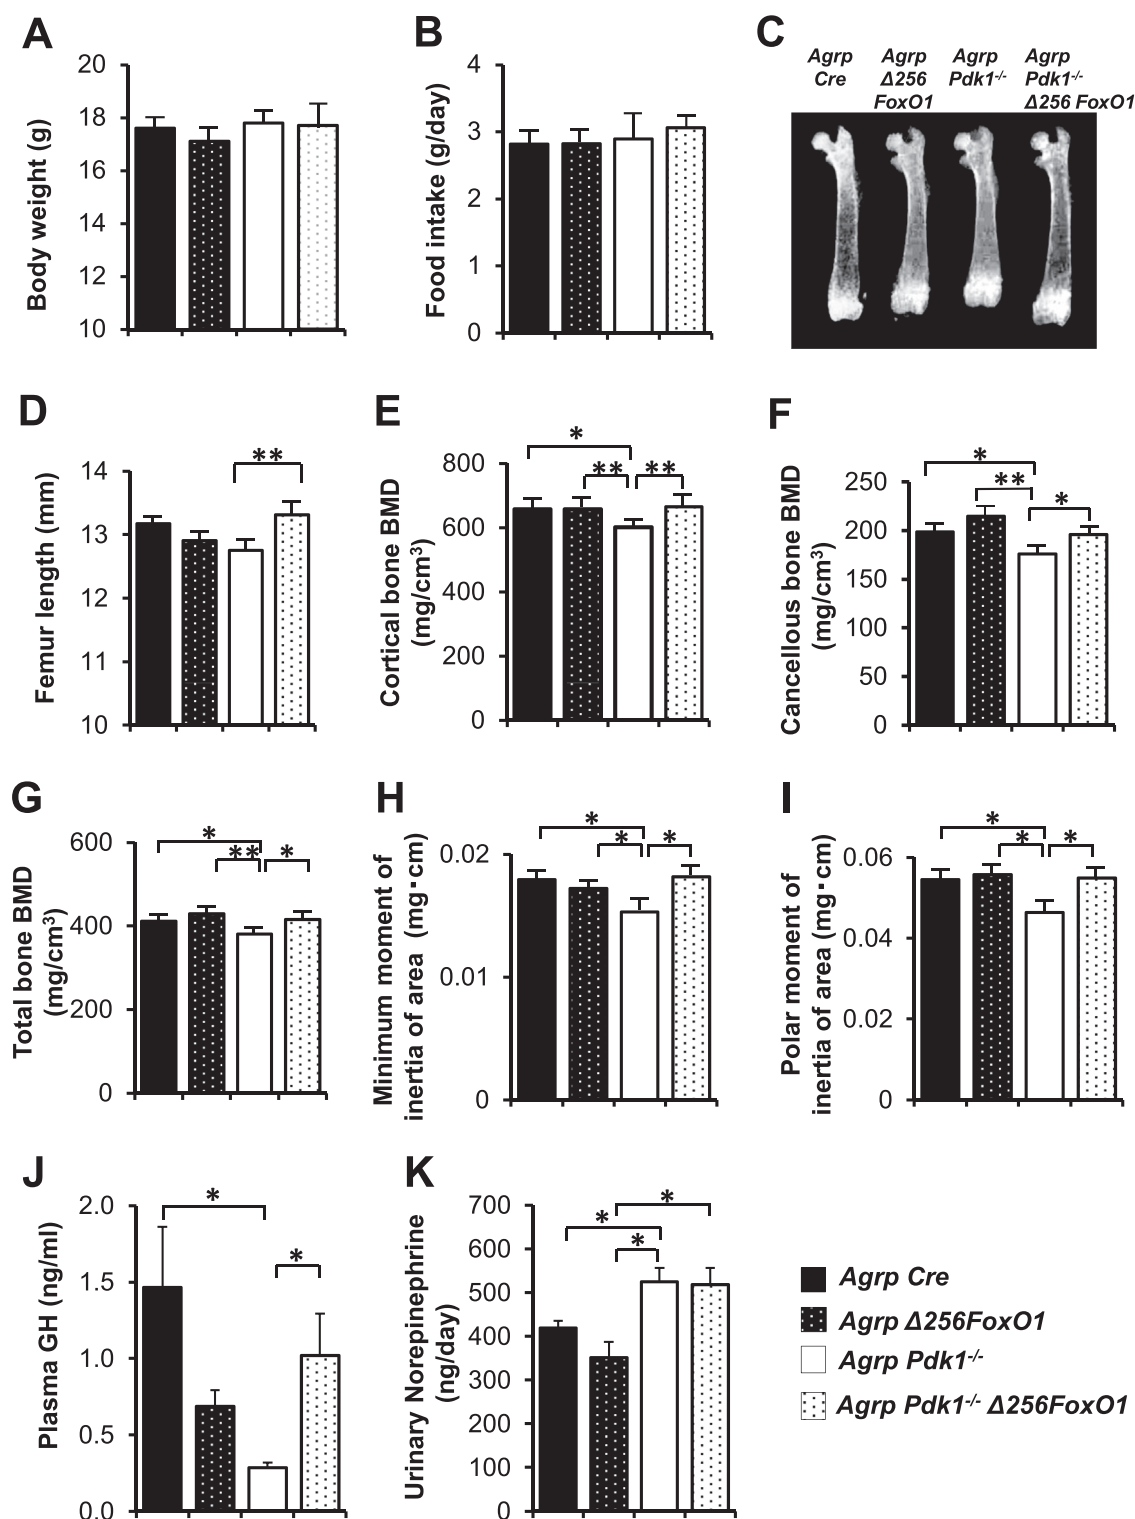 A
Body weight (g)
20
18
16
14
12
10
B
Food intake (g/day)
4
3
2
1
0
C
Agrp
Cre
Agrp
Δ256
FoxO1
Agrp
Pdk1-/-
Agrp
Pdk1-/-
Δ256 FoxO1
D
Femur length (mm)
14
13
12
11
10
**
E
Cortical bone BMD
(mg/cm3)
800
600
400
200
0
*
**
**
F
Cancellous bone BMD
(mg/cm3)
250
200
150
200
50
0
*
**
*
G
Total bone BMD
(mg/cm3)
600
400
200
0
*
**
*
H
Minimum moment of
inertia of area (mg・cm)
0.02
0.01
0
*
*
*
I
Polar moment of
inertia of area (mg・cm)
0.06
0.04
0.02
0
*
*
*
J
Plasma GH (ng/ml)
2.0
1.5
1.0
0.5
0.0
*
*
K
Urinary Norepinephrine
(ng/day)
700
600
500
400
300
200
100
0
*
*
*
Agrp Cre
Agrp Δ256FoxO1
Agrp Pdk1-/-
Agrp Pdk1-/- Δ256FoxO1